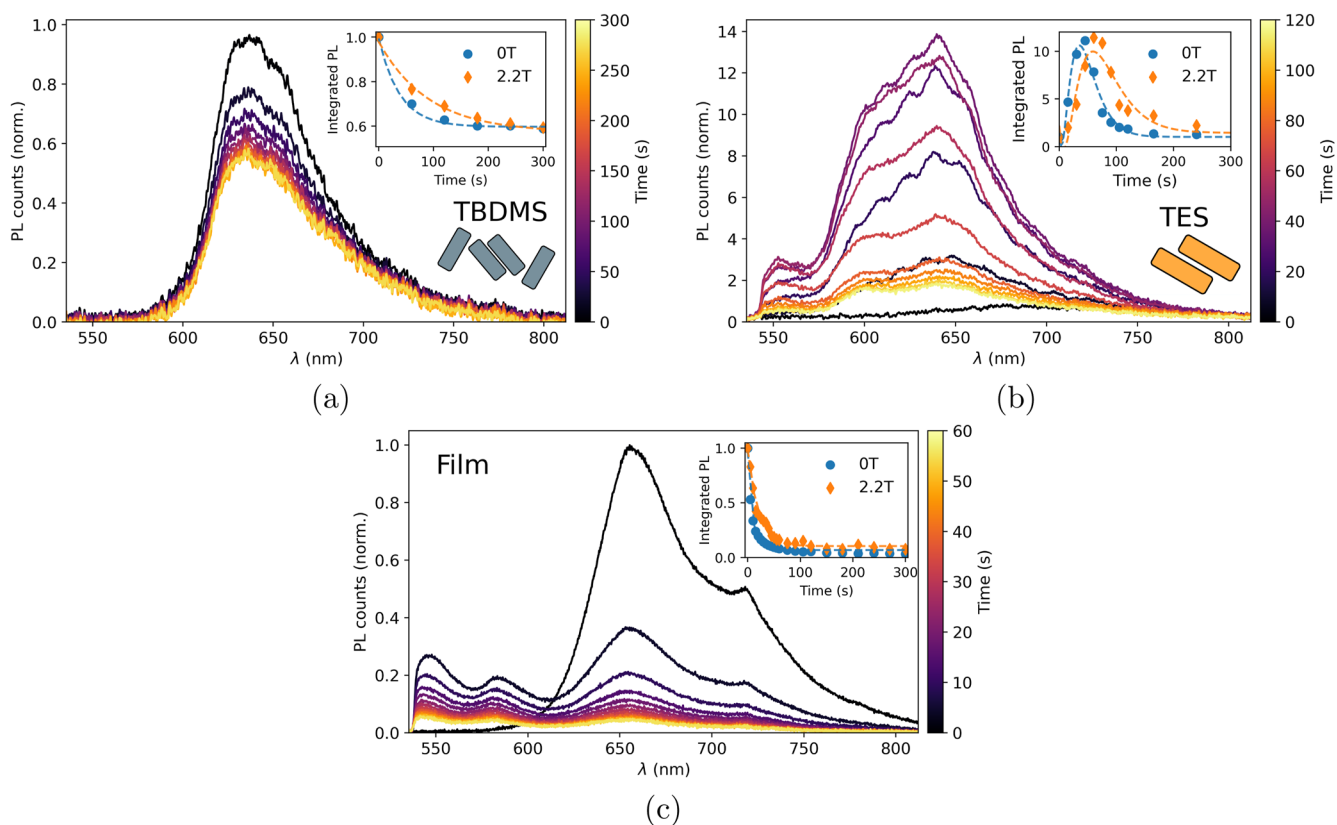 1.0
0.8
0.6
0.4
0.2
0.0
PL counts (norm.)
550 600 650 700 750 800
λ (nm)
Integrated PL
1.0
0.8
0.6
0 100 200 300
Time (s)
0T
2.2T
TBDMS
300
250
200
150
100
50
0
Time (s)
(a)
14
12
10
8
6
4
2
0
PL counts (norm.)
550 600 650 700 750 800
λ (nm)
Integrated PL
10
5
0
0 100 200 300
Time (s)
0T
2.2T
TES
120
100
80
60
40
20
0
Time (s)
(b)
Film
1.0
0.8
0.6
0.4
0.2
0.0
PL counts (norm.)
550 600 650 700 750 800
λ (nm)
Integrated PL
1.0
0.5
0.0
0 100 200 300
Time (s)
0T
2.2T
60
50
40
30
20
10
0
Time (s)
(c)